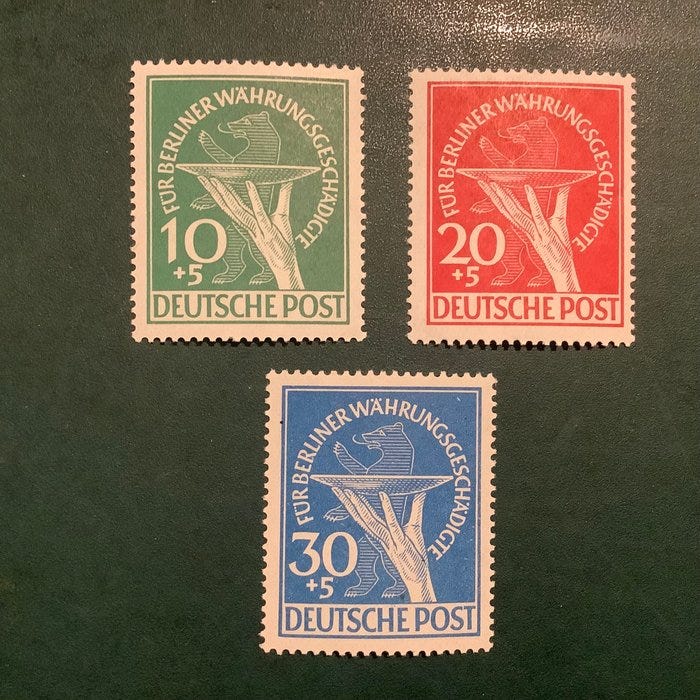 FÜR BERLINER WÄHRUNGSGESCHÄDIGTE
10
+5
DEUTSCHE POST
FÜR BERLINER WÄHRUNGSGESCHÄDIGTE
20
+5
DEUTSCHE POST
FÜR BERLINER WÄHRUNGSGESCHÄDIGTE
30
+5
DEUTSCHE POST